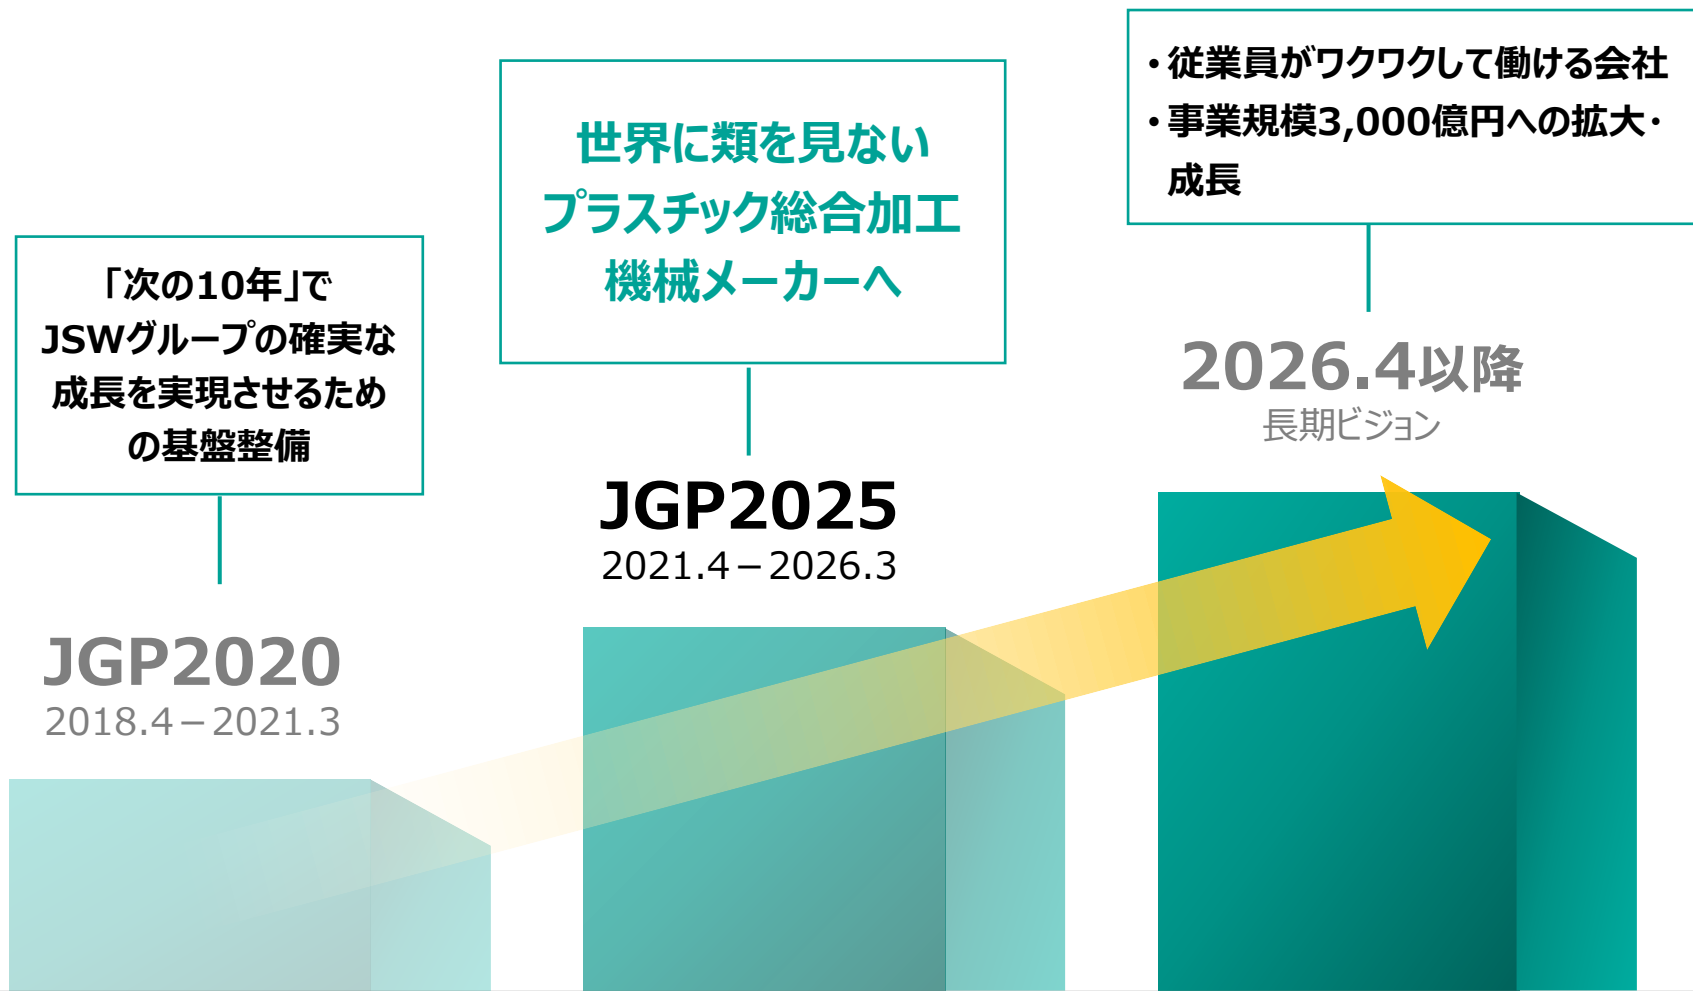 「次の10年」で
JSWグループの確実な
成長を実現させるため
の基盤整備
JGP2020
2018.4－2021.3
世界に類を見ない
プラスチック総合加工
機械メーカーへ
JGP2025
2021.4－2026.3
・従業員がワクワクして働ける会社
・事業規模3,000億円への拡大・
成長
2026.4以降
長期ビジョン